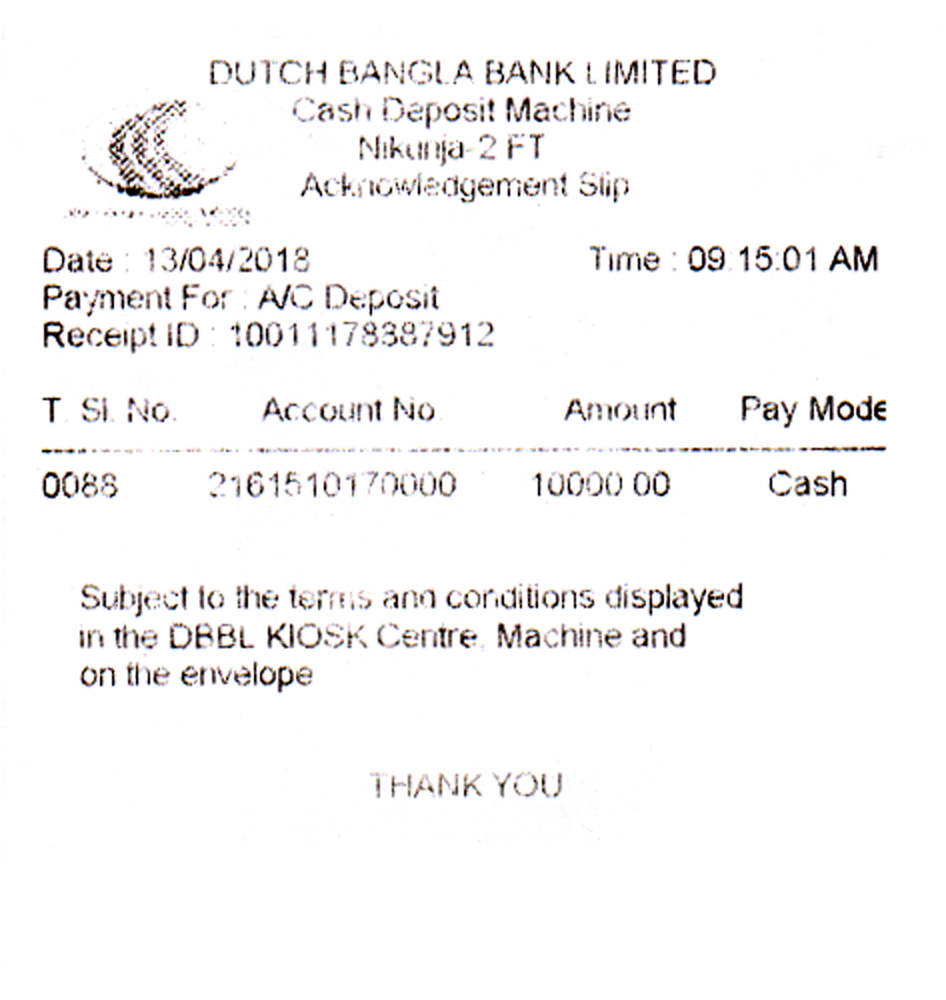 DUTCH BANGLA BANK LIMITED
Cash Deposit Machine
Nikunja-2 FT
Acknowledgement Slip
Date : 13/04/2018 Time : 09:15:01 AM
Payment For : A/C Deposit
Receipt ID : 10011178387912
T. Sl. No. Account No. Amount Pay Mode
0088 2161510170000 10000.00 Cash
Subject to the terms and conditions displayed
in the DBBL KIOSK Centre, Machine and
on the envelope
THANK YOU